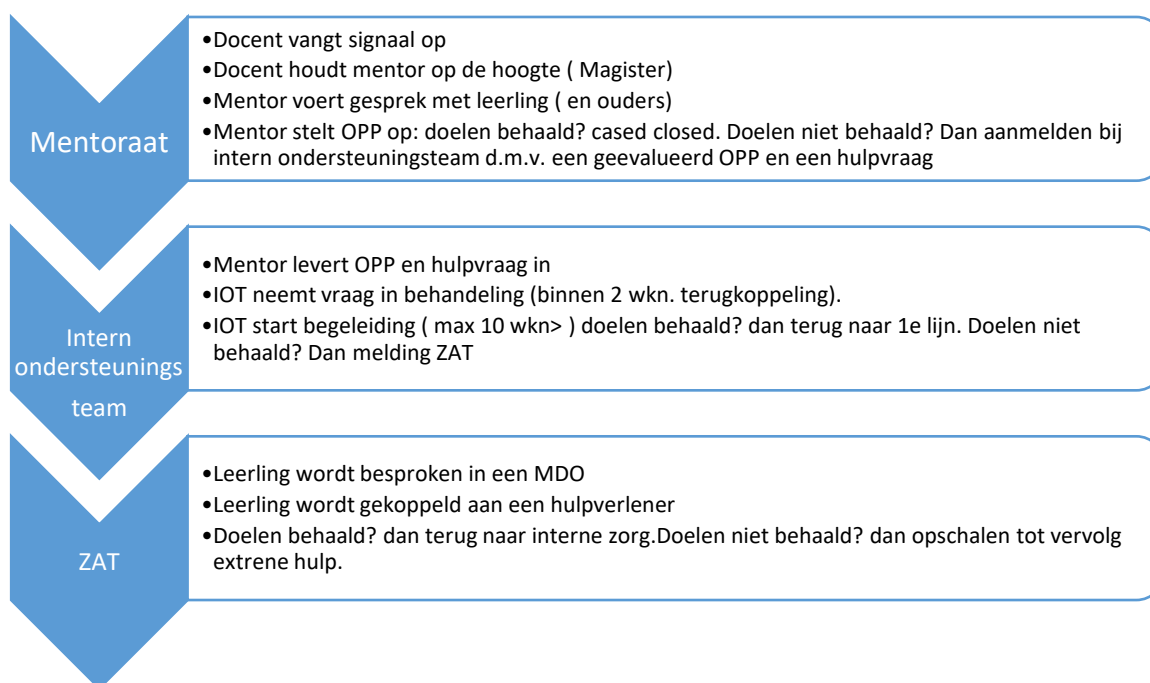 Mentoraat
•Docent vangt signaal op
•Docent houdt mentor op de hoogte ( Magister)
•Mentor voert gesprek met leerling ( en ouders)
•Mentor stelt OPP op: doelen behaald? cased closed. Doelen niet behaald? Dan aanmelden bij
intern ondersteuningsteam d.m.v. een geevalueerd OPP en een hulpvraag
Intern
ondersteunings
team
•Mentor levert OPP en hulpvraag in
•IOT neemt vraag in behandeling (binnen 2 wkn. terugkoppeling).
•IOT start begeleiding ( max 10 wkn> ) doelen behaald? dan terug naar 1e lijn. Doelen niet
behaald? Dan melding ZAT
ZAT
•Leerling wordt besproken in een MDO
•Leerling wordt gekoppeld aan een hulpverlener
•Doelen behaald? dan terug naar interne zorg.Doelen niet behaald? dan opschalen tot vervolg
extrene hulp.